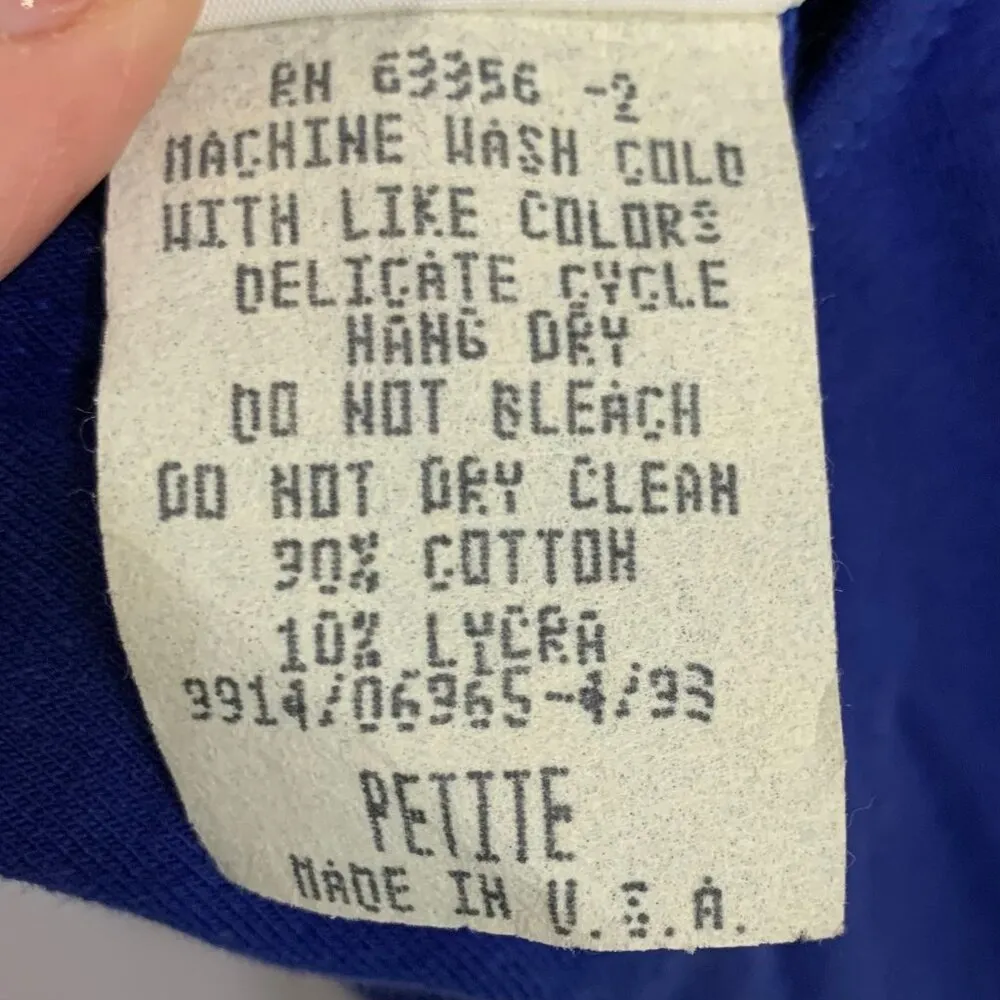 RN 63356 -2
MACHINE WASH COLD
WITH LIKE COLORS
DELICATE CYCLE
HANG DRY
DO NOT BLEACH
DO NOT DRY CLEAN
90% COTTON
10% LYCRA
9914/06965-4/93
PETITE
MADE IN U.S.A.